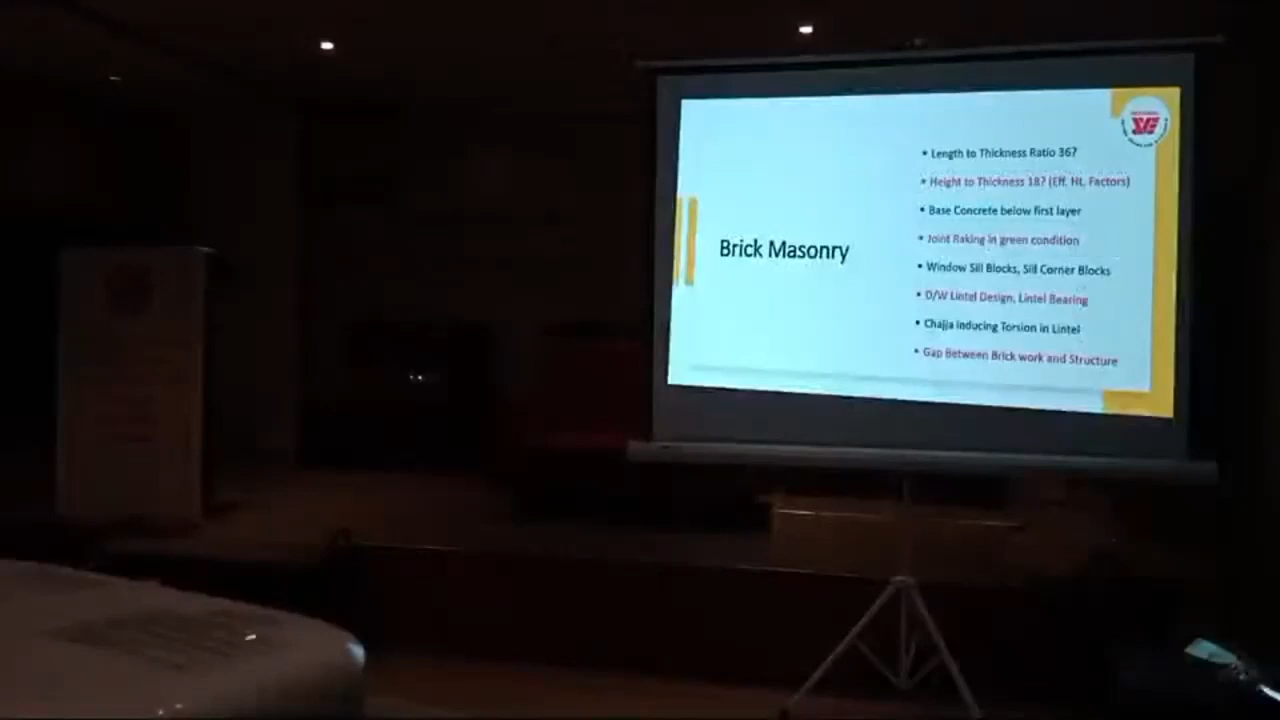 Brick Masonry
• Length to Thickness Ratio 36?
• Height to Thickness 18? (Eff. Ht. Factors)
• Base Concrete below first layer
• Joint Raking in green condition
• Window Sill Blocks, Sill Corner Blocks
• D/W Lintel Design, Lintel Bearing
• Chajja inducing Torsion in Lintel
• Gap Between Brick work and Structure